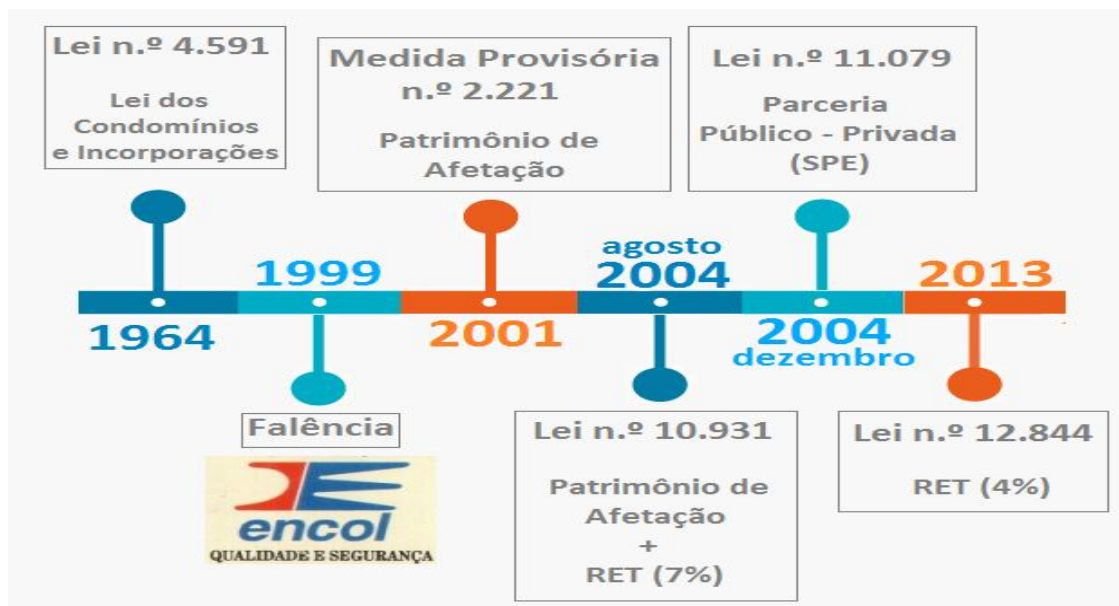 Lei n.º 4.591
Lei dos
Condomínios
e Incorporações
1964
1999
Falência
encol
QUALIDADE E SEGURANÇA
Medida Provisória
n.º 2.221
Patrimônio de
Afetação
2001
agosto
2004
Lei n.º 10.931
Patrimônio de
Afetação
+
RET (7%)
Lei n.º 11.079
Parceria
Público - Privada
(SPE)
2004
dezembro
2013
Lei n.º 12.844
RET (4%)